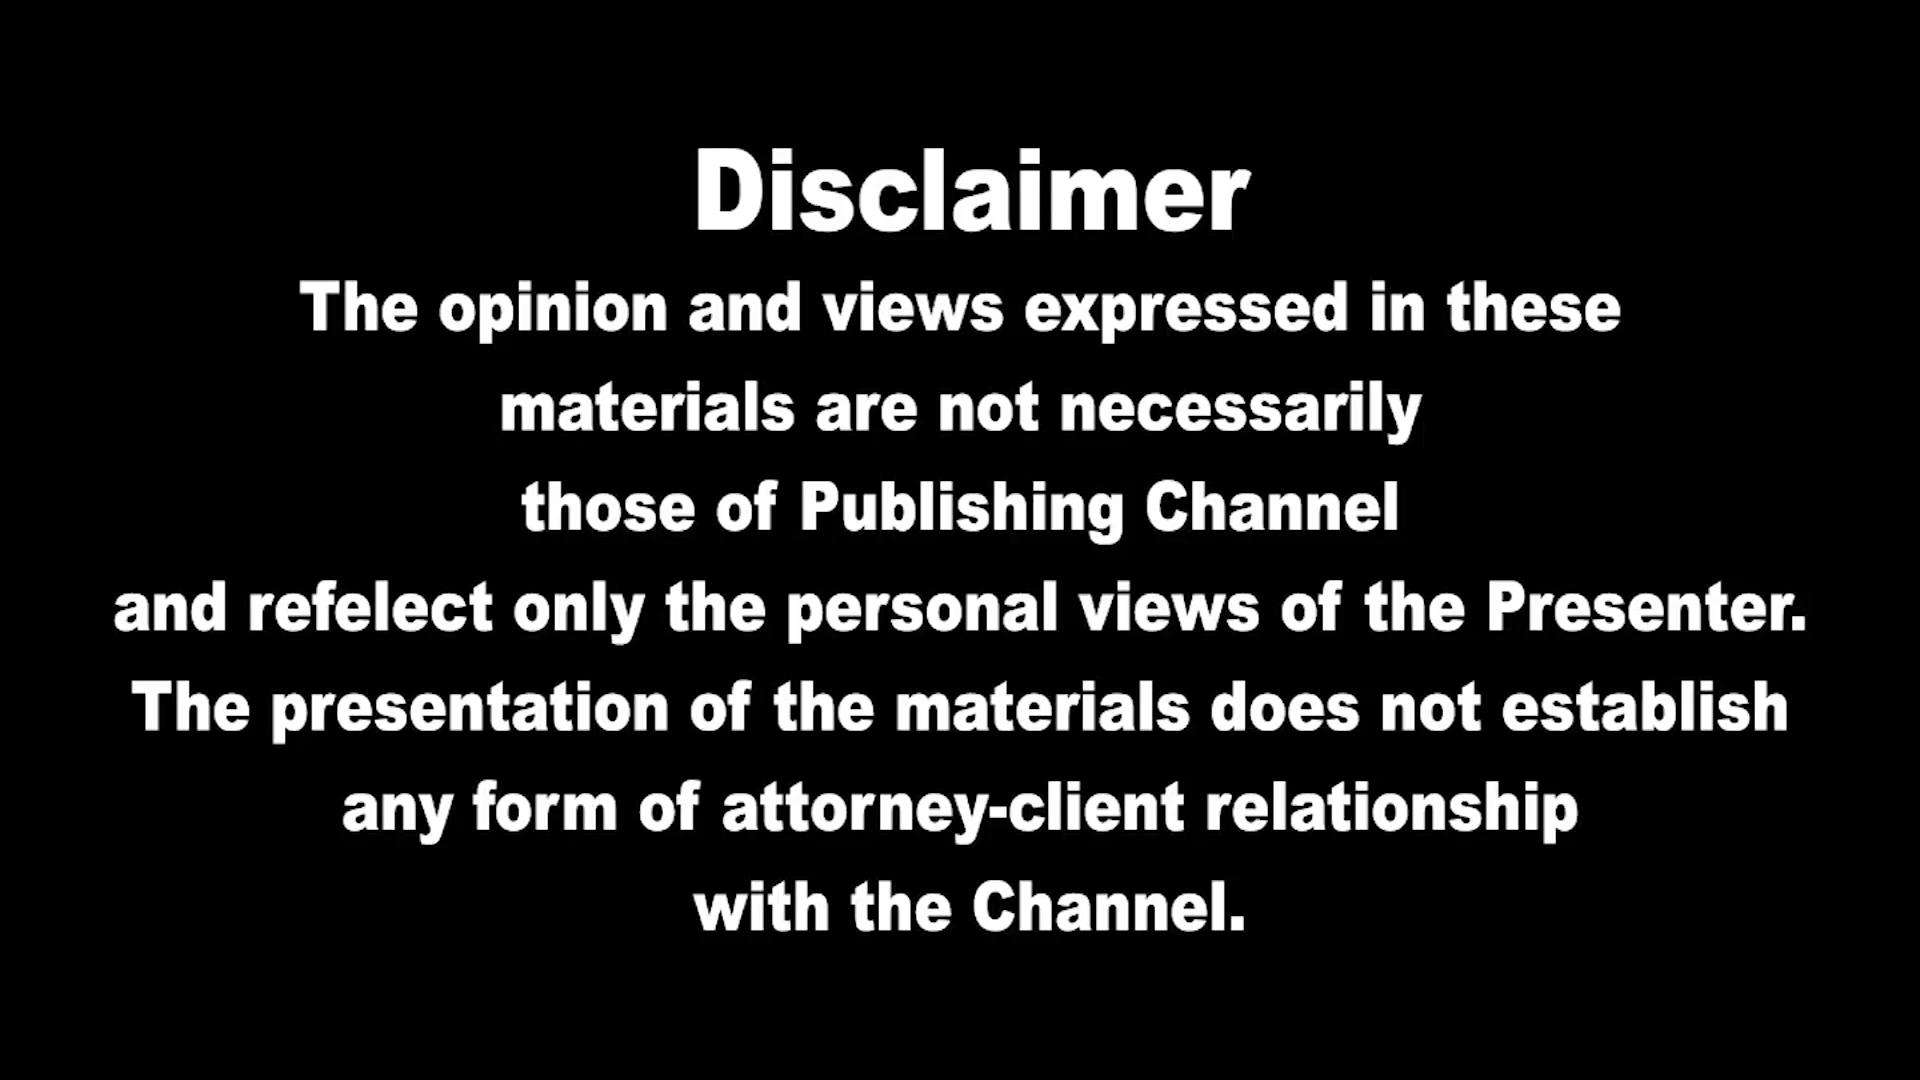 Disclaimer
The opinion and views expressed in these
materials are not necessarily
those of Publishing Channel
and refelect only the personal views of the Presenter.
The presentation of the materials does not establish
any form of attorney-client relationship
with the Channel.